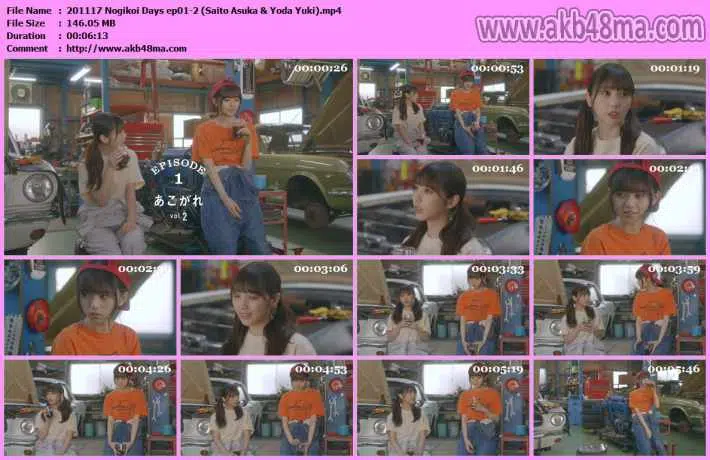 File Name : 201117 Nogikoi Days ep01-2 (Saito Asuka & Yoda Yuki).mp4
File Size : 146.05 MB
Duration : 00:06:13
Comment : http://www.akb48ma.com
www.akb48ma.com
00:00:26
00:00:53
00:01:19
EPISODE
1
あこがれ
vol.2
00:01:46
00:03:06
00:03:33
00:03:59
00:04:26
00:04:53
00:05:19
00:05:46